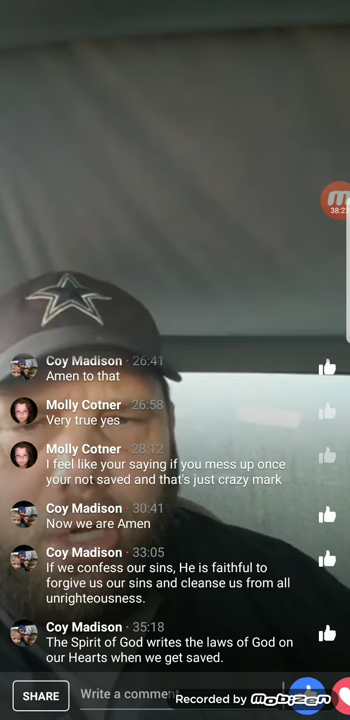 38:23
Coy Madison · 26:41
Amen to that
Molly Cotner · 26:58
Very true yes
Molly Cotner · 28:12
I feel like your saying if you mess up once
your not saved and that's just crazy mark
Coy Madison · 30:41
Now we are Amen
Coy Madison · 33:05
If we confess our sins, He is faithful to
forgive us our sins and cleanse us from all
unrighteousness.
Coy Madison · 35:18
The Spirit of God writes the laws of God on
our Hearts when we get saved.
SHARE
Write a comment
Recorded by Mobizen